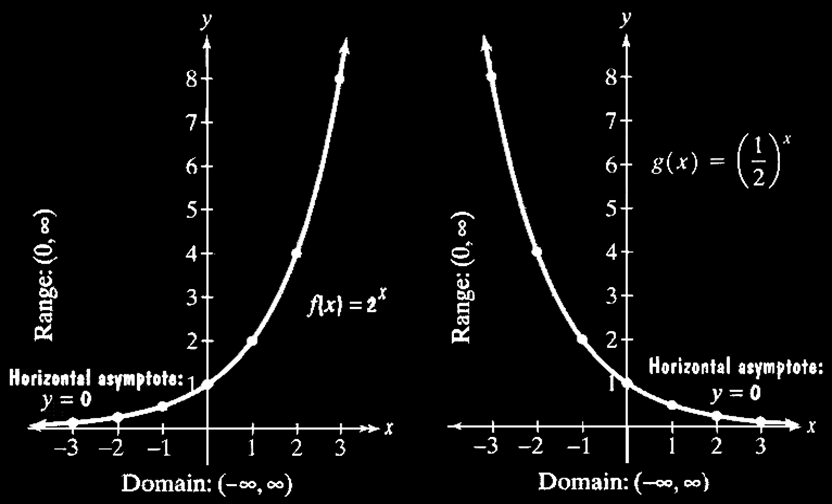 y
8
7
6
5
4
3
2
1
Range: (0, ∞)
f(x) = 2^x
Horizontal asymptote:
y = 0
x
−3 −2 −1 1 2 3
Domain: (−∞, ∞)
y
8
7
6
5
4
3
2
1
g(x) = (1/2)^x
Range: (0, ∞)
Horizontal asymptote:
y = 0
x
−3 −2 −1 1 2 3
Domain: (−∞, ∞)